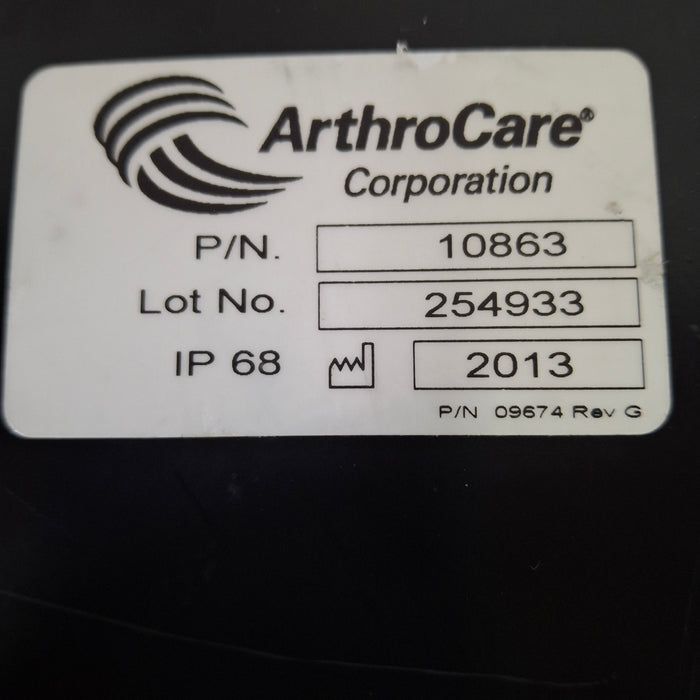 ArthroCare®
Corporation
P/N. 10863
Lot No. 254933
IP 68 2013
P/N 09674 Rev G